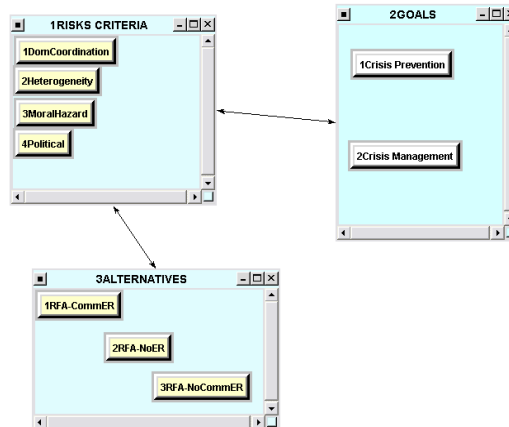 1RISKS CRITERIA
1DomCoordination
2Heterogeneity
3MoralHazard
4Political
2GOALS
1Crisis Prevention
2Crisis Management
3ALTERNATIVES
1RFA-CommER
2RFA-NoER
3RFA-NoCommER